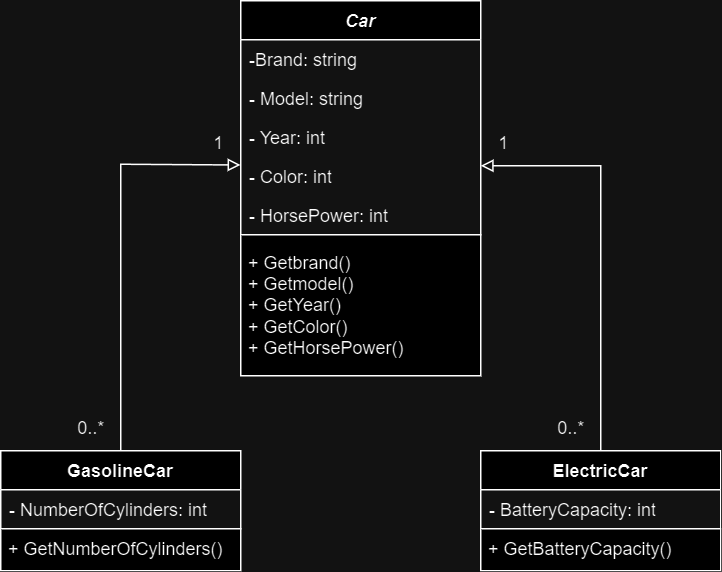 Car
-Brand: string
- Model: string
- Year: int
- Color: int
- HorsePower: int
+ Getbrand()
+ Getmodel()
+ GetYear()
+ GetColor()
+ GetHorsePower()
1
1
0..*
0..*
GasolineCar
- NumberOfCylinders: int
+ GetNumberOfCylinders()
ElectricCar
- BatteryCapacity: int
+ GetBatteryCapacity()